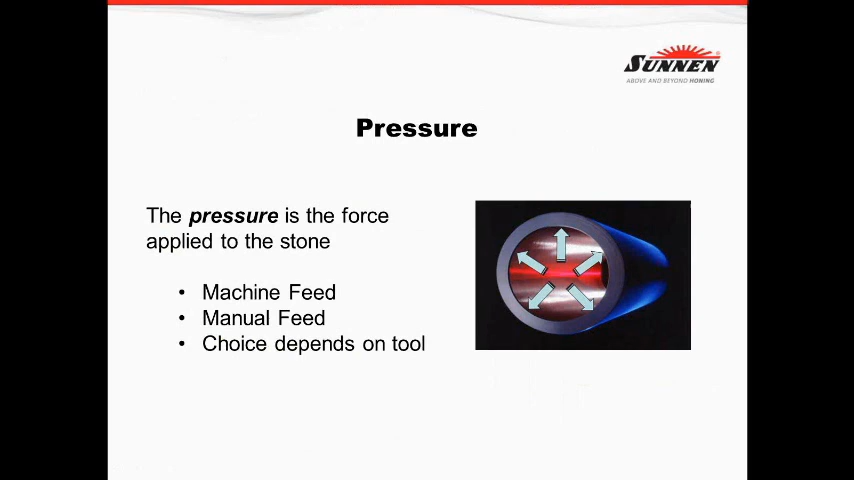 SUNNEN
ABOVE AND BEYOND HONING
Pressure
The pressure is the force
applied to the stone
• Machine Feed
• Manual Feed
• Choice depends on tool